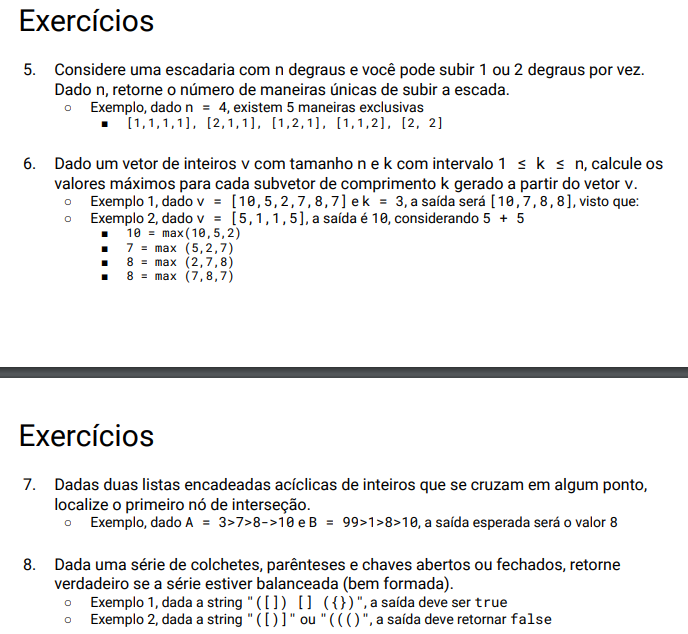 Exercícios
5. Considere uma escadaria com n degraus e você pode subir 1 ou 2 degraus por vez.
Dado n, retorne o número de maneiras únicas de subir a escada.
○ Exemplo, dado n = 4, existem 5 maneiras exclusivas
■ [1,1,1,1], [2,1,1], [1,2,1], [1,1,2], [2, 2]
6. Dado um vetor de inteiros v com tamanho n e k com intervalo 1 ≤ k ≤ n, calcule os
valores máximos para cada subvetor de comprimento k gerado a partir do vetor v.
○ Exemplo 1, dado v = [10,5,2,7,8,7] e k = 3, a saída será [10,7,8,8], visto que:
○ Exemplo 2, dado v = [5,1,1,5], a saída é 10, considerando 5 + 5
■ 10 = max(10,5,2)
■ 7 = max (5,2,7)
■ 8 = max (2,7,8)
■ 8 = max (7,8,7)
Exercícios
7. Dadas duas listas encadeadas acíclicas de inteiros que se cruzam em algum ponto,
localize o primeiro nó de interseção.
○ Exemplo, dado A = 3>7>8->10 e B = 99>1>8>10, a saída esperada será o valor 8
8. Dada uma série de colchetes, parênteses e chaves abertos ou fechados, retorne
verdadeiro se a série estiver balanceada (bem formada).
○ Exemplo 1, dada a string "([]) [] ({})", a saída deve ser true
○ Exemplo 2, dada a string "([)]" ou "((()", a saída deve retornar false